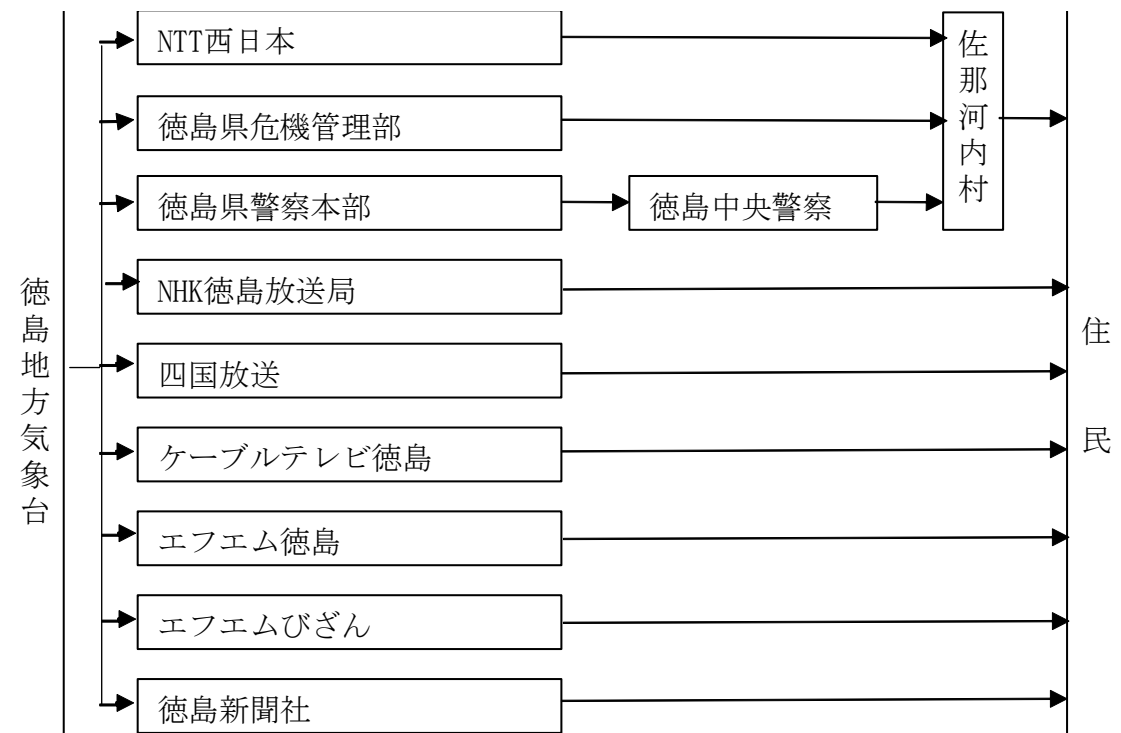 徳島地方気象台
NTT西日本
徳島県危機管理部
徳島県警察本部
徳島中央警察
佐那河内村
NHK徳島放送局
四国放送
ケーブルテレビ徳島
エフエム徳島
エフエムびざん
徳島新聞社
住民